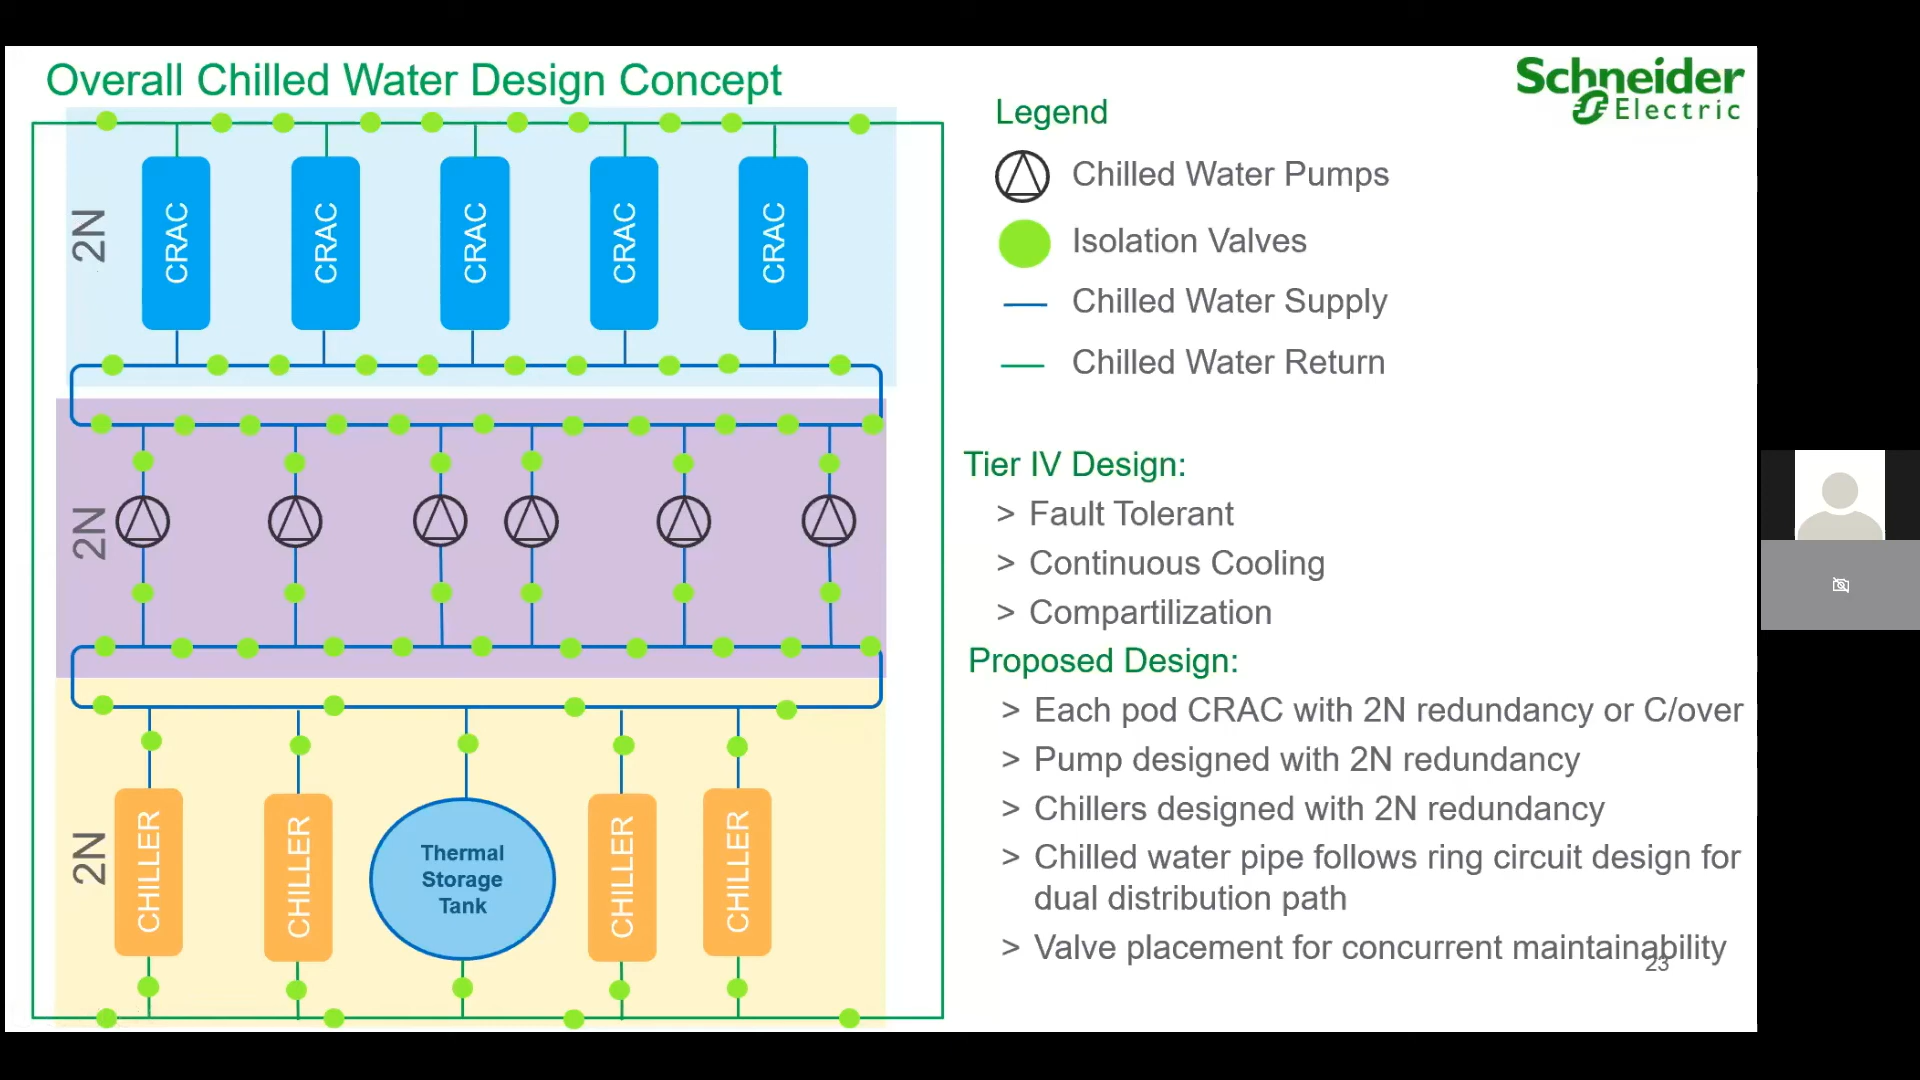 Overall Chilled Water Design Concept
Schneider
Electric
2N
CRAC
CRAC
CRAC
CRAC
CRAC
2N
2N
CHILLER
CHILLER
Thermal
Storage
Tank
CHILLER
CHILLER
Legend
Chilled Water Pumps
Isolation Valves
Chilled Water Supply
Chilled Water Return
Tier IV Design:
> Fault Tolerant
> Continuous Cooling
> Compartilization
Proposed Design:
> Each pod CRAC with 2N redundancy or C/over
> Pump designed with 2N redundancy
> Chillers designed with 2N redundancy
> Chilled water pipe follows ring circuit design for
dual distribution path
> Valve placement for concurrent maintainability
23